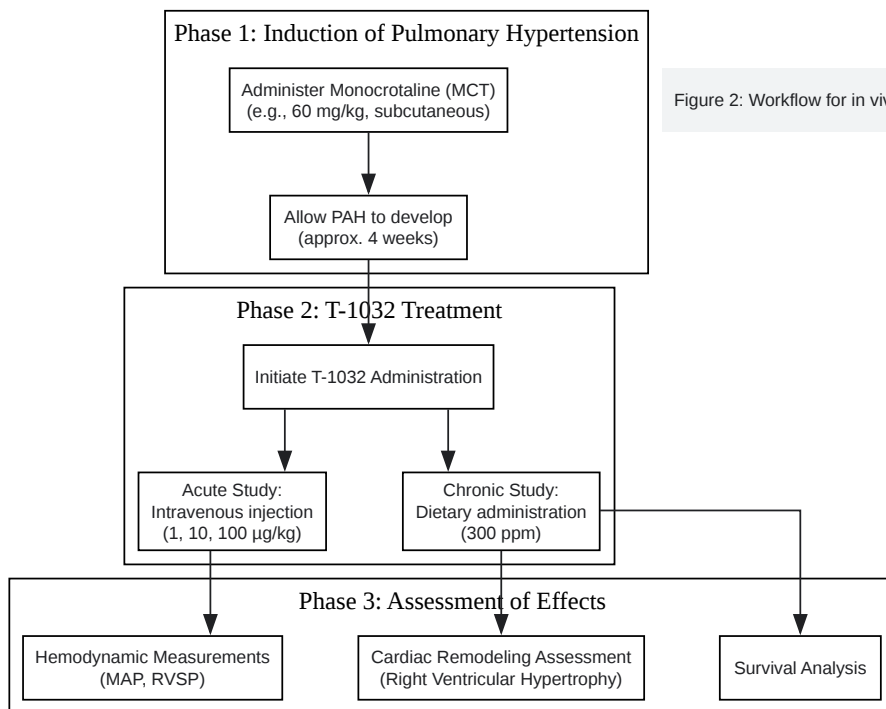 Phase 1: Induction of Pulmonary Hypertension
Administer Monocrotaline (MCT)
(e.g., 60 mg/kg, subcutaneous)
Figure 2: Workflow for in
Allow PAH to develop
(approx. 4 weeks)
Phase 2: T-1032 Treatment
Initiate T-1032 Administration
Acute Study:
Intravenous injection
(1, 10, 100 µg/kg)
Chronic Study:
Dietary administration
(300 ppm)
Phase 3: Assessment of Effects
Hemodynamic Measurements
(MAP, RVSP)
Cardiac Remodeling Assessment
(Right Ventricular Hypertrophy)
Survival Analysis